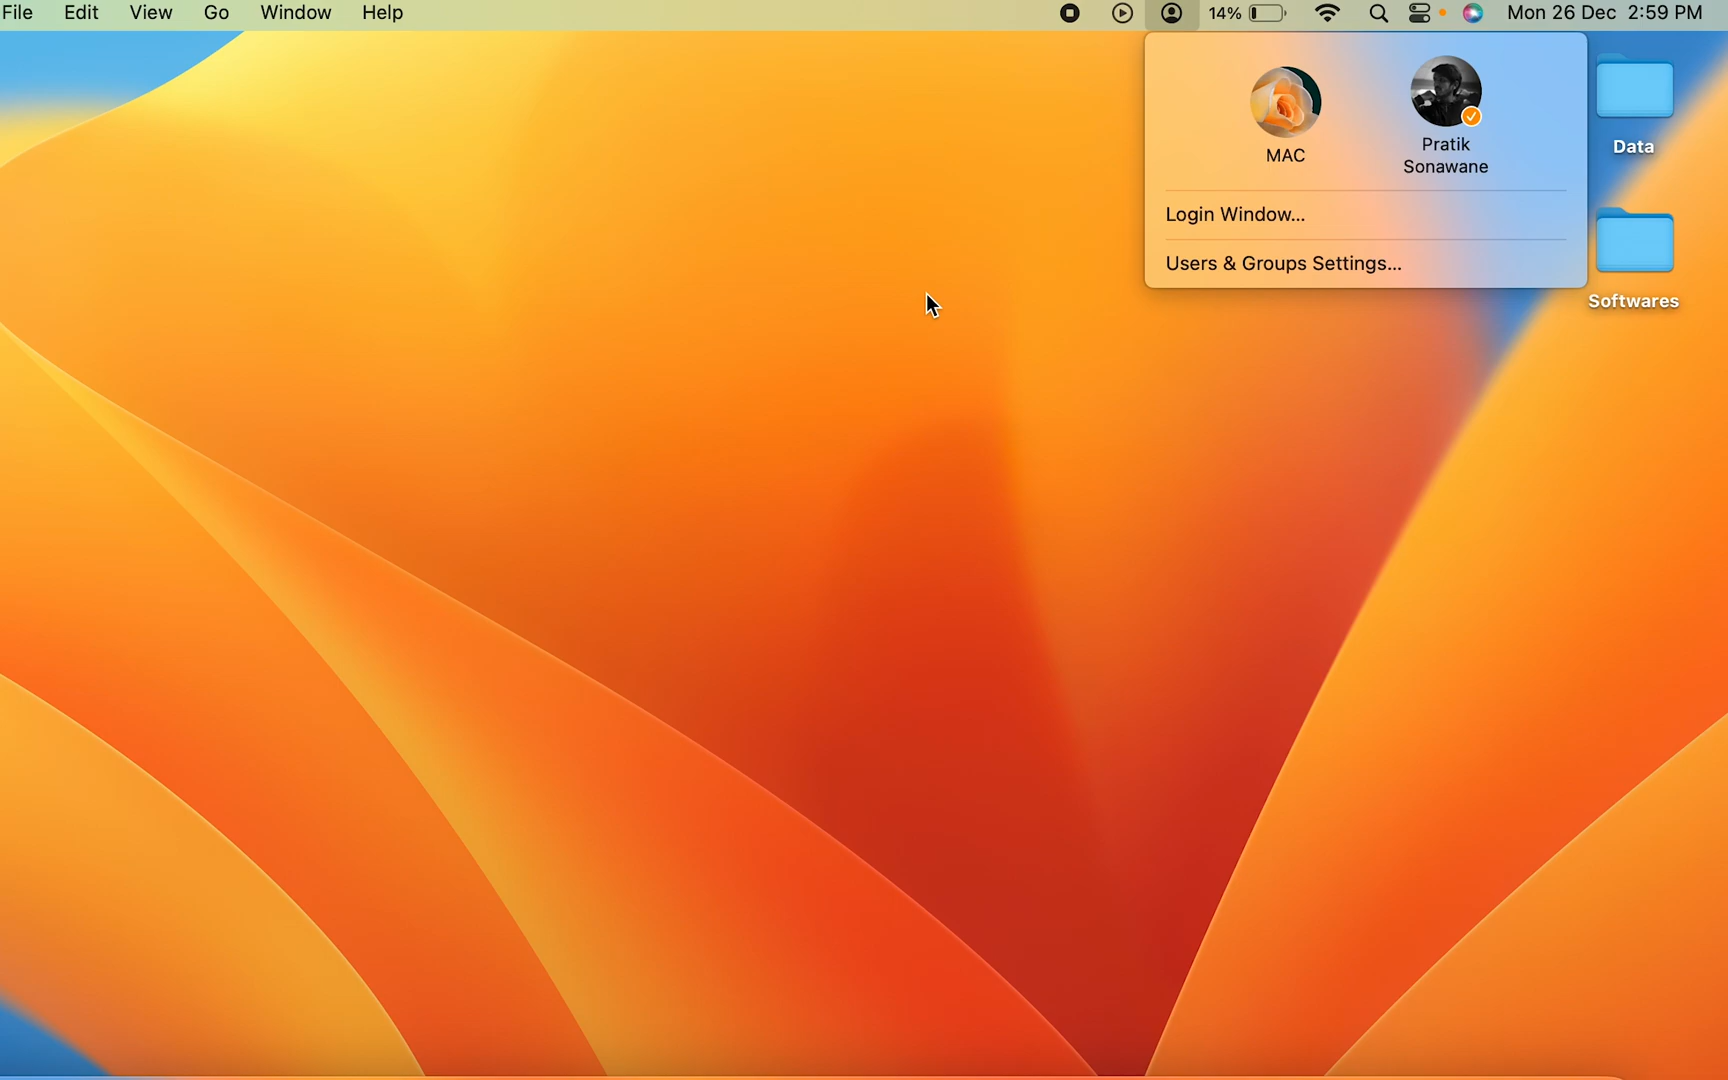 File Edit View Go Window Help 14% Mon 26 Dec 2:59 PM
MAC
Pratik
Sonawane
Login Window...
Users & Groups Settings...
Data
Softwares